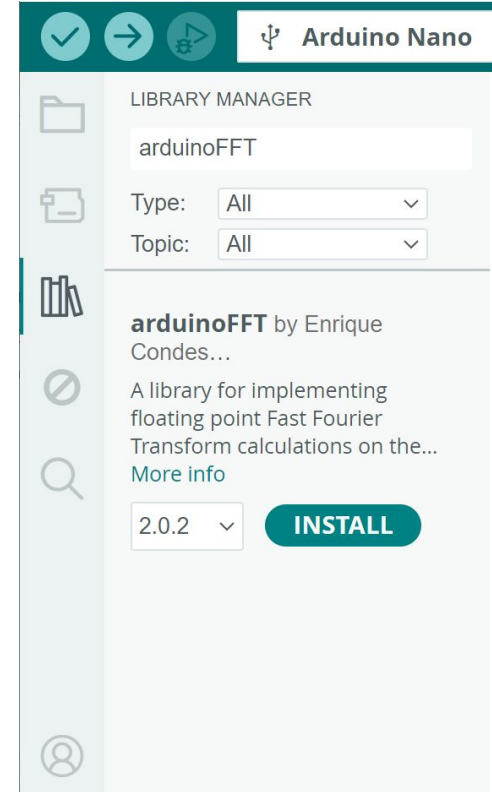 Arduino Nano
LIBRARY MANAGER
arduinoFFT
Type: All
Topic: All
arduinoFFT by Enrique
Condes...
A library for implementing
floating point Fast Fourier
Transform calculations on the...
More info
2.0.2 INSTALL